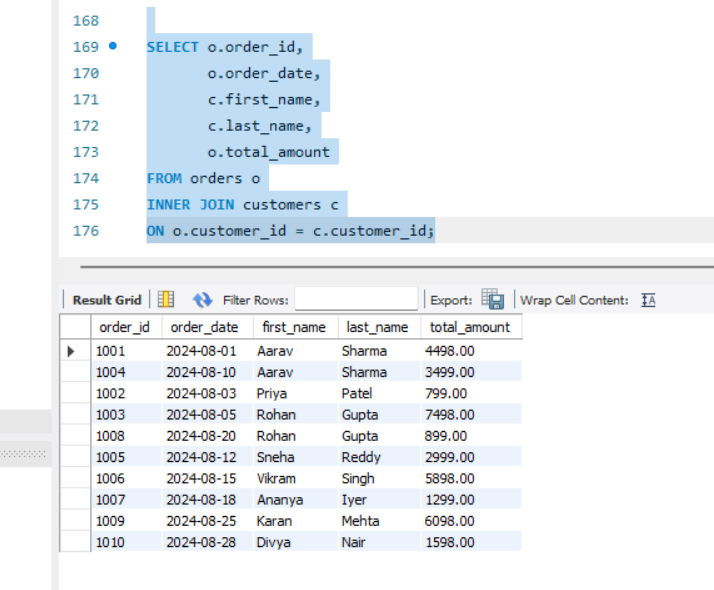 168
169 SELECT o.order_id,
170 o.order_date,
171 c.first_name,
172 c.last_name,
173 o.total_amount
174 FROM orders o
175 INNER JOIN customers c
176 ON o.customer_id = c.customer_id;
Result Grid Filter Rows: Export: Wrap Cell Content: IA
order_id order_date first_name last_name total_amount
1001 2024-08-01 Aarav Sharma 4498.00
1004 2024-08-10 Aarav Sharma 3499.00
1002 2024-08-03 Priya Patel 799.00
1003 2024-08-05 Rohan Gupta 7498.00
1008 2024-08-20 Rohan Gupta 899.00
1005 2024-08-12 Sneha Reddy 2999.00
1006 2024-08-15 Vikram Singh 5898.00
1007 2024-08-18 Ananya Iyer 1299.00
1009 2024-08-25 Karan Mehta 6098.00
1010 2024-08-28 Divya Nair 1598.00